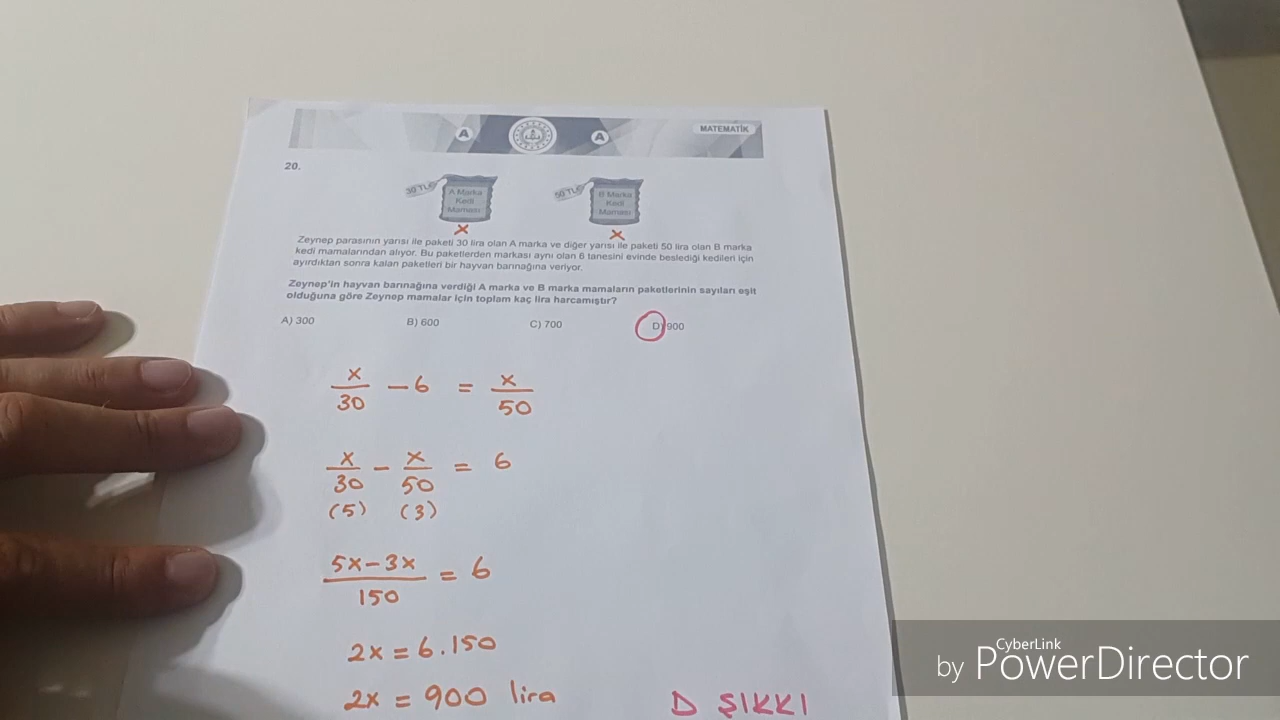 A
A
MATEMATİK
20.
30 TL
A Marka
Kedi
Maması
50 TL
B Marka
Kedi
Maması
x
x
Zeynep parasının yarısı ile paketi 30 lira olan A marka ve diğer yarısı ile paketi 50 lira olan B marka
kedi mamalarından alıyor. Bu paketlerden markası aynı olan 6 tanesini evinde beslediği kedileri için
ayırdıktan sonra kalan paketleri bir hayvan barınağına veriyor.
Zeynep'in hayvan barınağına verdiği A marka ve B marka mamaların paketlerinin sayıları eşit
olduğuna göre Zeynep mamalar için toplam kaç lira harcamıştır?
A) 300 B) 600 C) 700 D) 900
x/30 - 6 = x/50
x/30 - x/50 = 6
(5) (3)
5x-3x/150 = 6
2x = 6.150
2x = 900 lira
D ŞIKKI
CyberLink
by PowerDirector